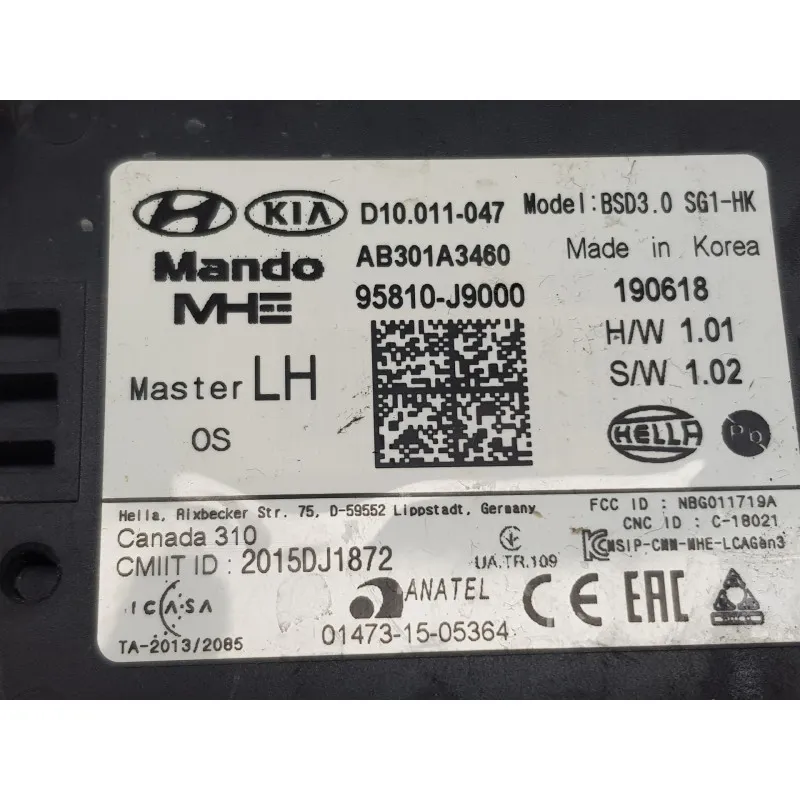 KIA D10.011-047 Model:BSD3.0 SG1-HK
Mando AB301A3460 Made in Korea
MHE 95810-J9000 190618
H/W 1.01
Master LH S/W 1.02
OS HELLA PD
Hella, Rixbecker Str. 75, D-59552 Lippstadt, Germany FCC ID : NBG011719A
Canada 310 CNC ID : C-18021
CMIIT ID : 2015DJ1872 UA.TR.109 MSIP-CMM-MHE-LCAGen3
ICASA ANATEL CE EAC
TA-2013/2085 01473-15-05364